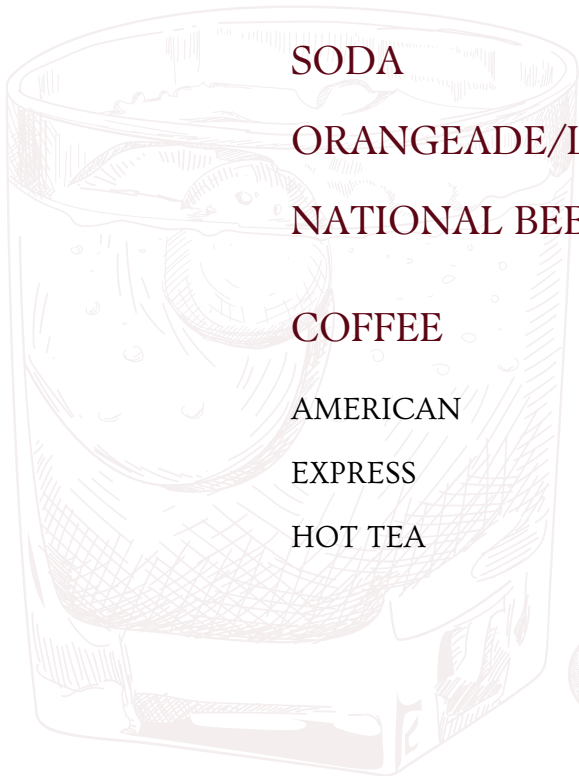 SODA
ORANGEADE/
NATIONAL
COFFEE
AMERICAN
EXPRESS
HOT TEA